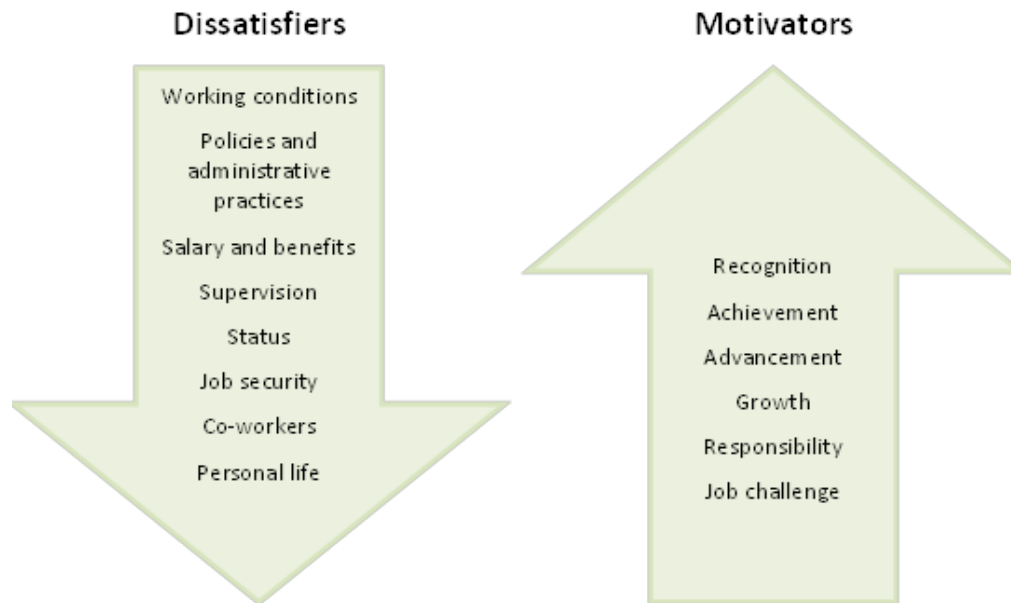 Dissatisfiers
Working conditions
Policies and
administrative
practices
Salary and benefits
Supervision
Status
Job security
Co-workers
Personal life
Motivators
Recognition
Achievement
Advancement
Growth
Responsibility
Job challenge